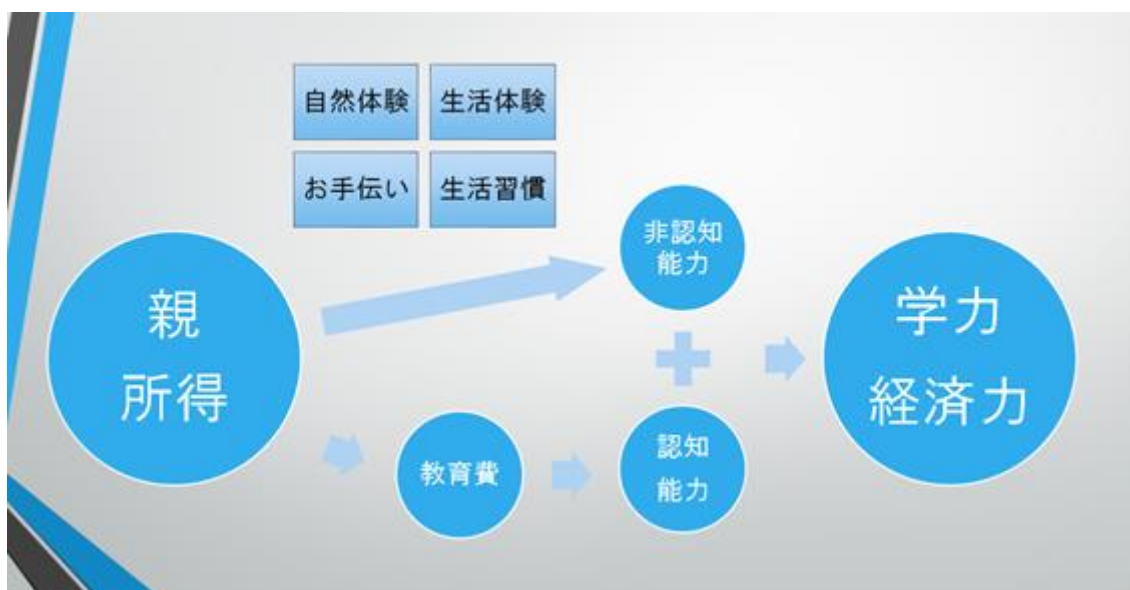 自然体験
生活体験
お手伝い
生活習慣
親
所得
教育費
非認知
能力
認知
能力
学力
経済力